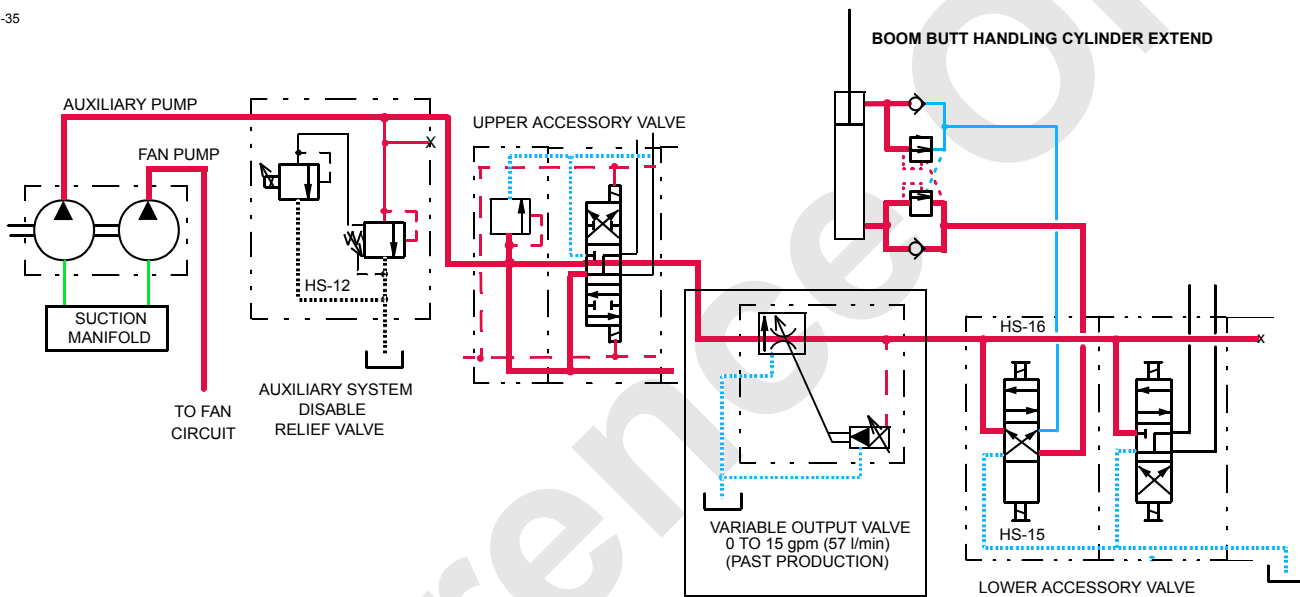 -35
BOOM BUTT HANDLING CYLINDER EXTEND
AUXILIARY PUMP
UPPER ACCESSORY VALVE
X
FAN PUMP
HS-12
SUCTION
MANIFOLD
HS-16
X
AUXILIARY SYSTEM
DISABLE
RELIEF VALVE
TO FAN
CIRCUIT
VARIABLE OUTPUT VALVE
0 TO 15 gpm (57 l/min)
(PAST PRODUCTION)
HS-15
LOWER ACCESSORY VALVE